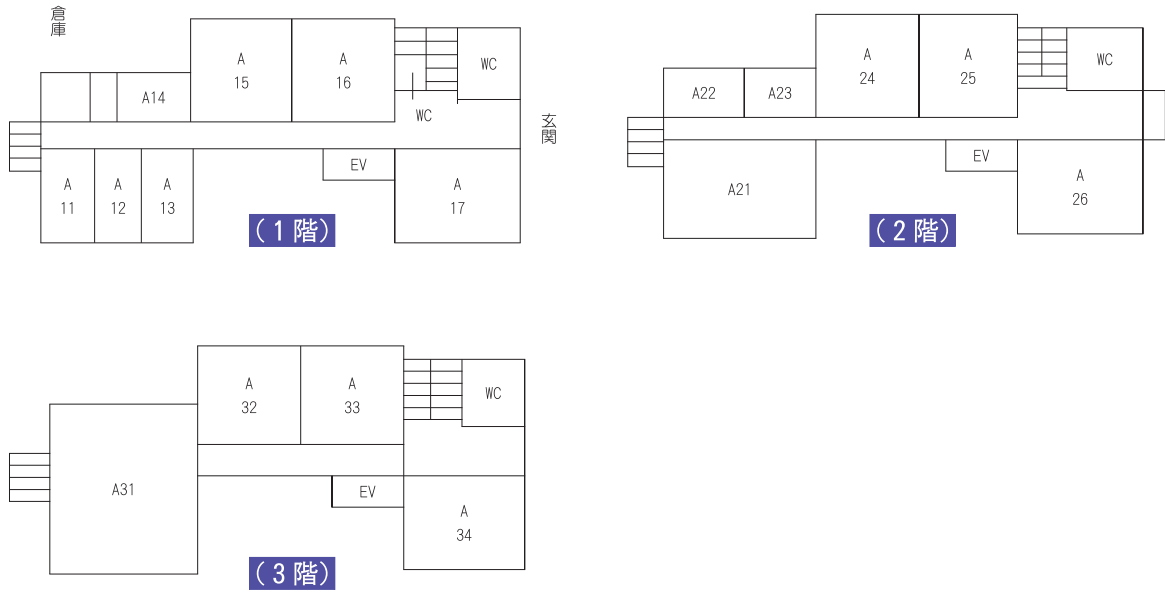 倉庫
A
15
A
16
WC
A14
WC
玄関
EV
A
11
A
12
A
13
A
17
(1階)
A
24
A
25
WC
A22
A23
EV
A21
A
26
(2階)
A
32
A
33
WC
A31
EV
A
34
(3階)